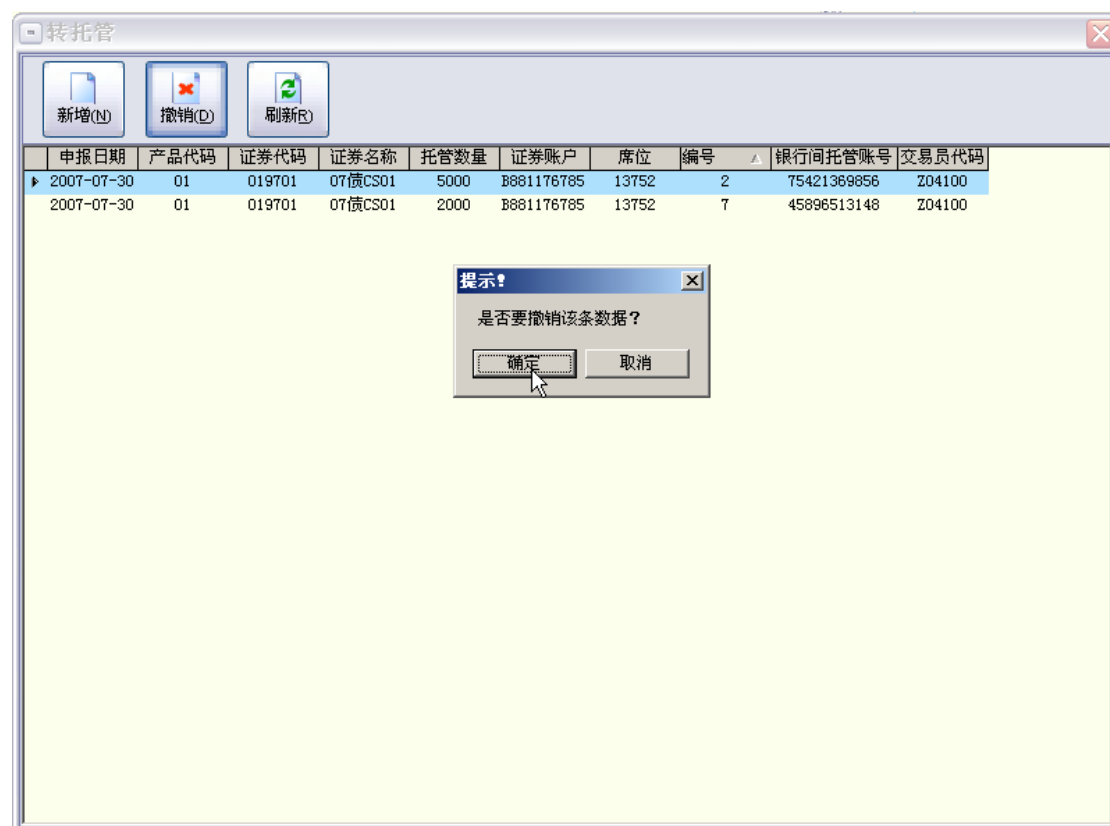 转托管
新增(N) 撤销(D) 刷新R)
申报日期 产品代码 证券代码 证券名称 托管数量 证券账户 席位 编号 银行间托管账号 交易员代码
2007-07-30 01 019701 07债CS01 5000 B881176785 13752 2 75421369856 Z04100
2007-07-30 01 019701 07债CS01 2000 B881176785 13752 7 45896513148 Z04100
提示!
是否要撤销该条数据?
确定 取消